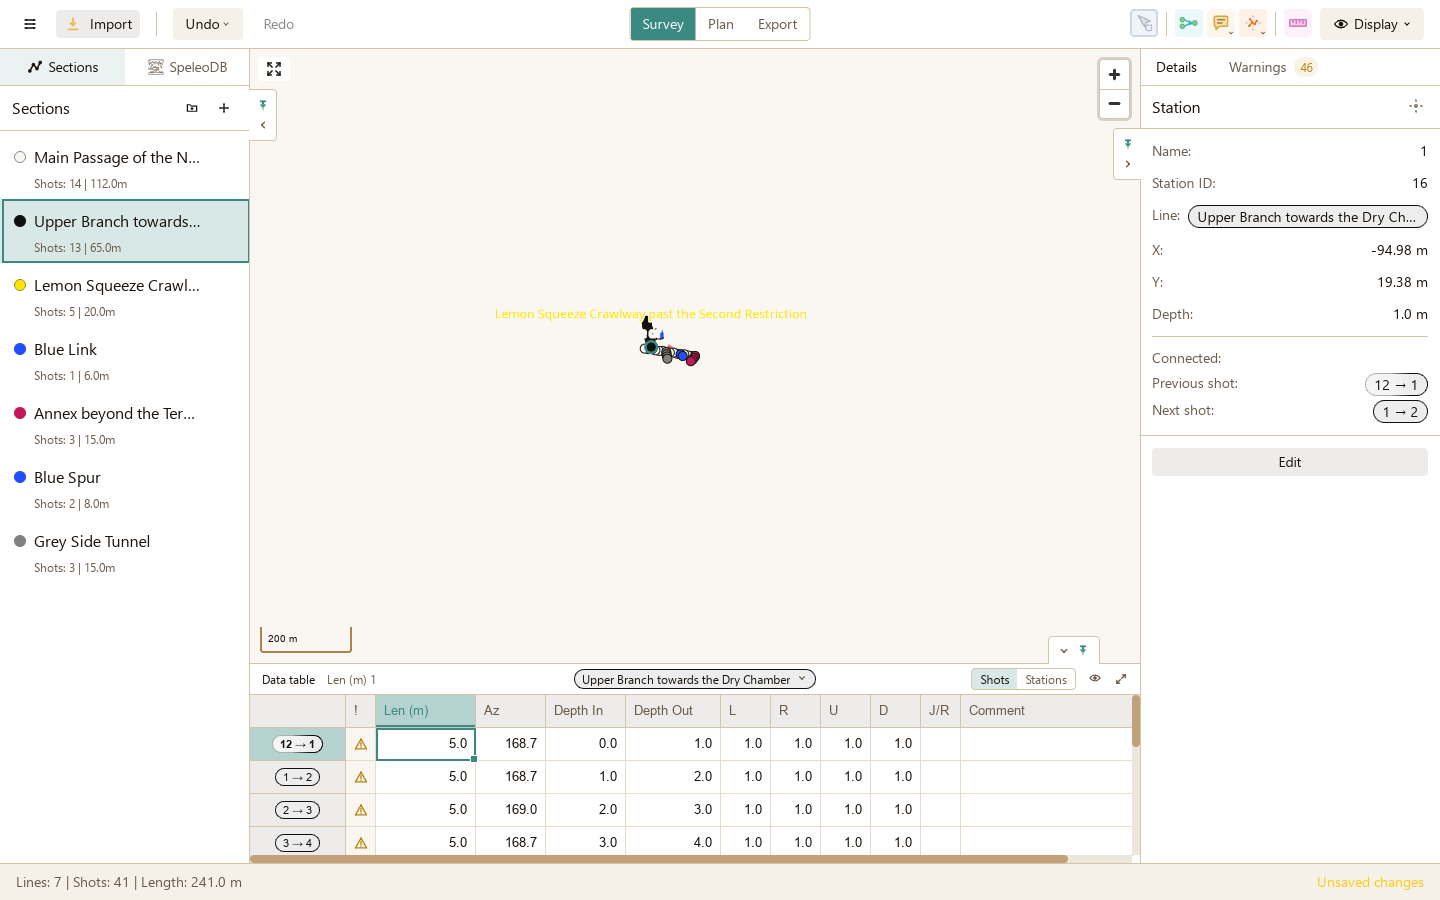 Import
Undo
Redo
Survey
Plan
Export
Display
Sections
SpeleoDB
Details
Warnings
46
Sections
Station
Main Passage of the N...
Shots: 14 | 112.0m
Upper Branch towards...
Shots: 13 | 65.0m
Lemon Squeeze Crawl...
Shots: 5 | 20.0m
Blue Link
Shots: 1 | 6.0m
Annex beyond the Ter...
Shots: 3 | 15.0m
Blue Spur
Shots: 2 | 8.0m
Grey Side Tunnel
Shots: 3 | 15.0m
Lemon Squeeze Crawlway past the Second Restriction
200 m
Name: 1
Station ID: 16
Line: Upper Branch towards the Dry Ch...
X: -94.98 m
Y: 19.38 m
Depth: 1.0 m
Connected:
Previous shot: 12 → 1
Next shot: 1 → 2
Edit
Data table Len (m) 1
Upper Branch towards the Dry Chamber
Shots Stations
! Len (m) Az Depth In Depth Out L R U D J/R Comment
12 → 1 5.0 168.7 0.0 1.0 1.0 1.0 1.0 1.0
1 → 2 5.0 168.7 1.0 2.0 1.0 1.0 1.0 1.0
2 → 3 5.0 169.0 2.0 3.0 1.0 1.0 1.0 1.0
3 → 4 5.0 168.7 3.0 4.0 1.0 1.0 1.0 1.0
Lines: 7 | Shots: 41 | Length: 241.0 m
Unsaved changes